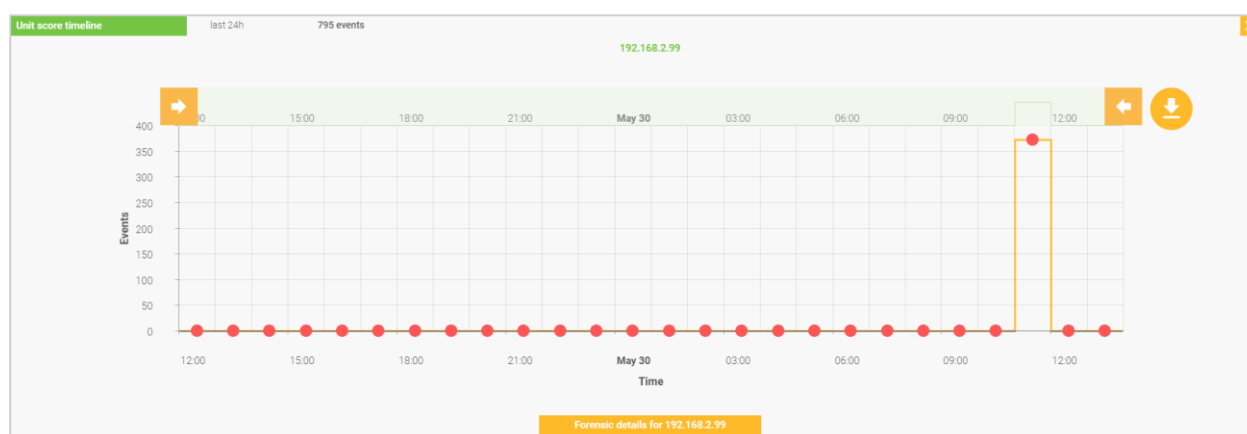 Unit score timeline last 24h 795 events
192.168.2.99
15:00 18:00 21:00 May 30 03:00 06:00 09:00 12:00
400
350
300
250
200
150
100
50
0
Events
12:00 15:00 18:00 21:00 May 30 03:00 06:00 09:00 12:00
Time
Forensic details for 192.168.2.99